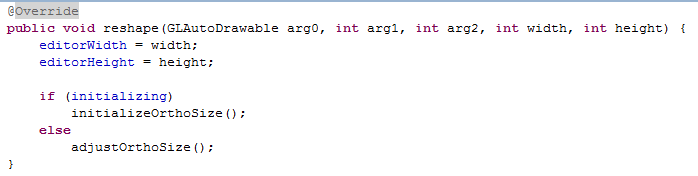 @Override
public void reshape(GLAutoDrawable arg0, int arg1, int arg2, int width, int height) {
    editorWidth = width;
    editorHeight = height;

    if (initializing)
        initializeOrthoSize();
    else
        adjustOrthoSize();
}